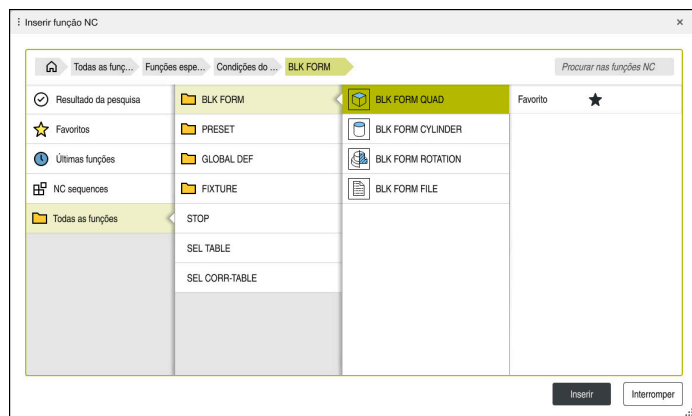 Inserir função NC
Todas as funç... Funções espe... Condições do ... BLK FORM Procurar nas funções NC
Resultado da pesquisa BLK FORM BLK FORM QUAD Favorito
Favoritos PRESET BLK FORM CYLINDER
Últimas funções GLOBAL DEF BLK FORM ROTATION
NC sequences FIXTURE BLK FORM FILE
Todas as funções STOP
SEL TABLE
SEL CORR-TABLE
Inserir Interromper